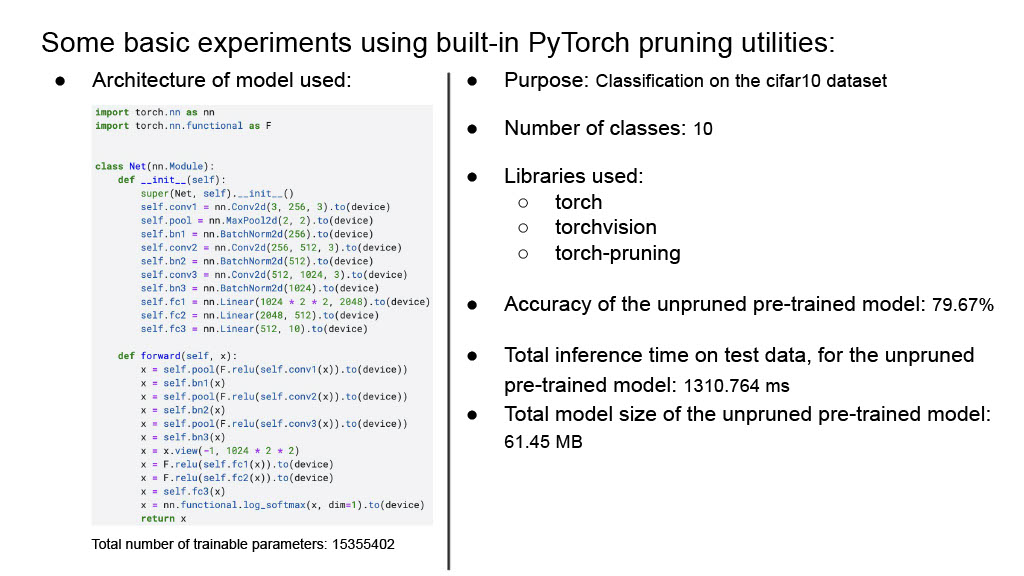 Some basic experiments using built-in PyTorch pruning utilities:
● Architecture of model used:
import torch.nn as nn
import torch.nn.functional as F
class Net(nn.Module):
    def __init__(self):
        super(Net, self).__init__()
        self.conv1 = nn.Conv2d(3, 256, 3).to(device)
        self.pool = nn.MaxPool2d(2, 2).to(device)
        self.bn1 = nn.BatchNorm2d(256).to(device)
        self.conv2 = nn.Conv2d(256, 512, 3).to(device)
        self.bn2 = nn.BatchNorm2d(512).to(device)
        self.conv3 = nn.Conv2d(512, 1024, 3).to(device)
        self.bn3 = nn.BatchNorm2d(1024).to(device)
        self.fc1 = nn.Linear(1024 * 2 * 2, 2048).to(device)
        self.fc2 = nn.Linear(2048, 512).to(device)
        self.fc3 = nn.Linear(512, 10).to(device)
    def forward(self, x):
        x = self.pool(F.relu(self.conv1(x)).to(device))
        x = self.bn1(x)
        x = self.pool(F.relu(self.conv2(x)).to(device))
        x = self.bn2(x)
        x = self.pool(F.relu(self.conv3(x)).to(device))
        x = self.bn3(x)
        x = x.view(-1, 1024 * 2 * 2)
        x = F.relu(self.fc1(x)).to(device)
        x = F.relu(self.fc2(x)).to(device)
        x = self.fc3(x)
        x = nn.functional.log_softmax(x, dim=1).to(device)
        return x
Total number of trainable parameters: 15355402
● Purpose: Classification on the cifar10 dataset
● Number of classes: 10
● Libraries used:
○ torch
○ torchvision
○ torch-pruning
● Accuracy of the unpruned pre-trained model: 79.67%
● Total inference time on test data, for the unpruned
pre-trained model: 1310.764 ms
● Total model size of the unpruned pre-trained model:
61.45 MB